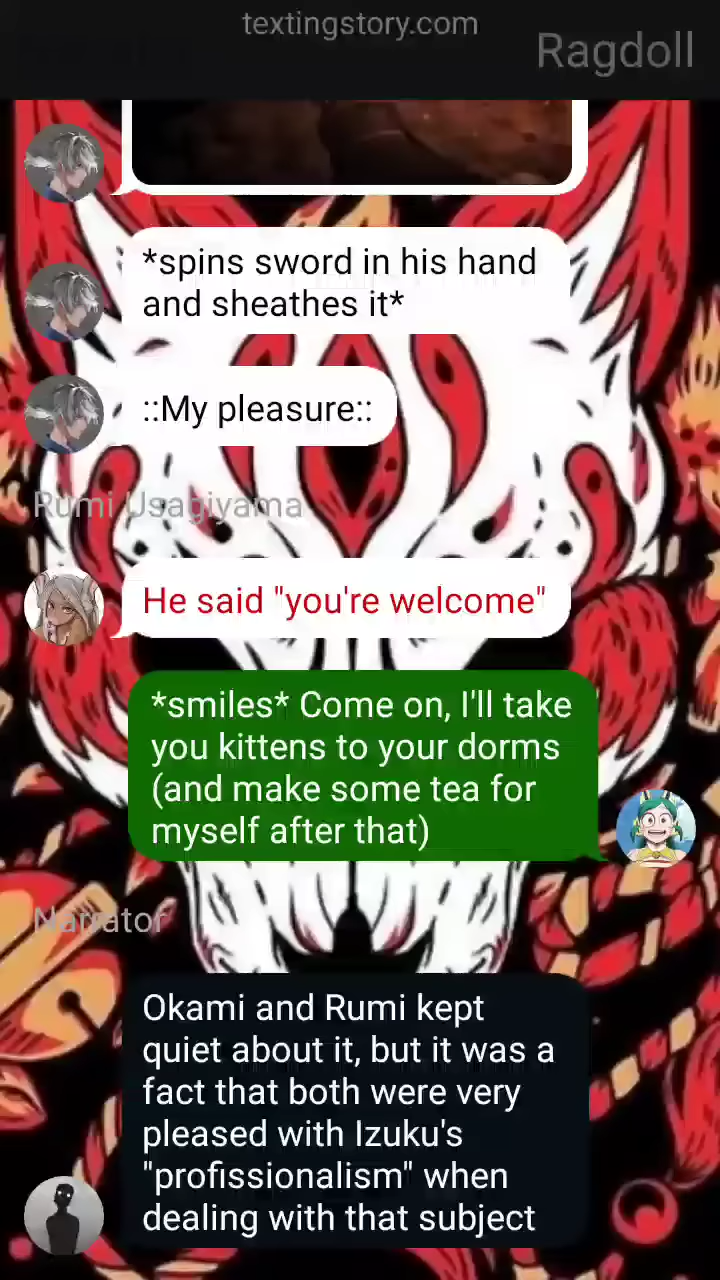 textingstory.com
Ragdoll
*spins sword in his hand
and sheathes it*
::My pleasure::
Rumi Usagiyama
He said "you're welcome"
*smiles* Come on, I'll take
you kittens to your dorms
(and make some tea for
myself after that)
Narrator
Okami and Rumi kept
quiet about it, but it was a
fact that both were very
pleased with Izuku's
"profissionalism" when
dealing with that subject